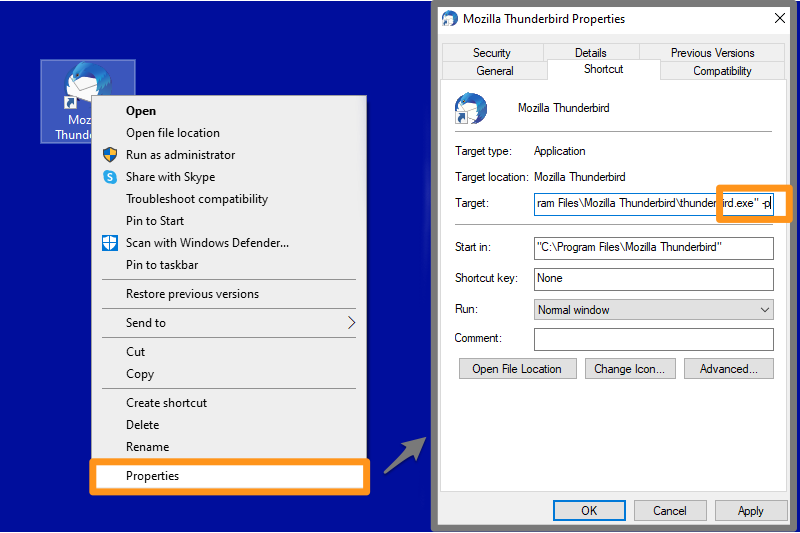 Moz
Thunde
Open
Open file location
Run as administrator
Share with Skype
Troubleshoot compatibility
Pin to Start
Scan with Windows Defender...
Pin to taskbar
Restore previous versions
Send to
Cut
Copy
Create shortcut
Delete
Rename
Properties
Mozilla Thunderbird Properties
Security Details Previous Versions
General Shortcut Compatibility
Mozilla Thunderbird
Target type: Application
Target location: Mozilla Thunderbird
Target: ram Files\Mozilla Thunderbird\thunderbird.exe" -p
Start in: "C:\Program Files\Mozilla Thunderbird"
Shortcut key: None
Run: Normal window
Comment:
Open File Location Change Icon... Advanced...
OK Cancel Apply